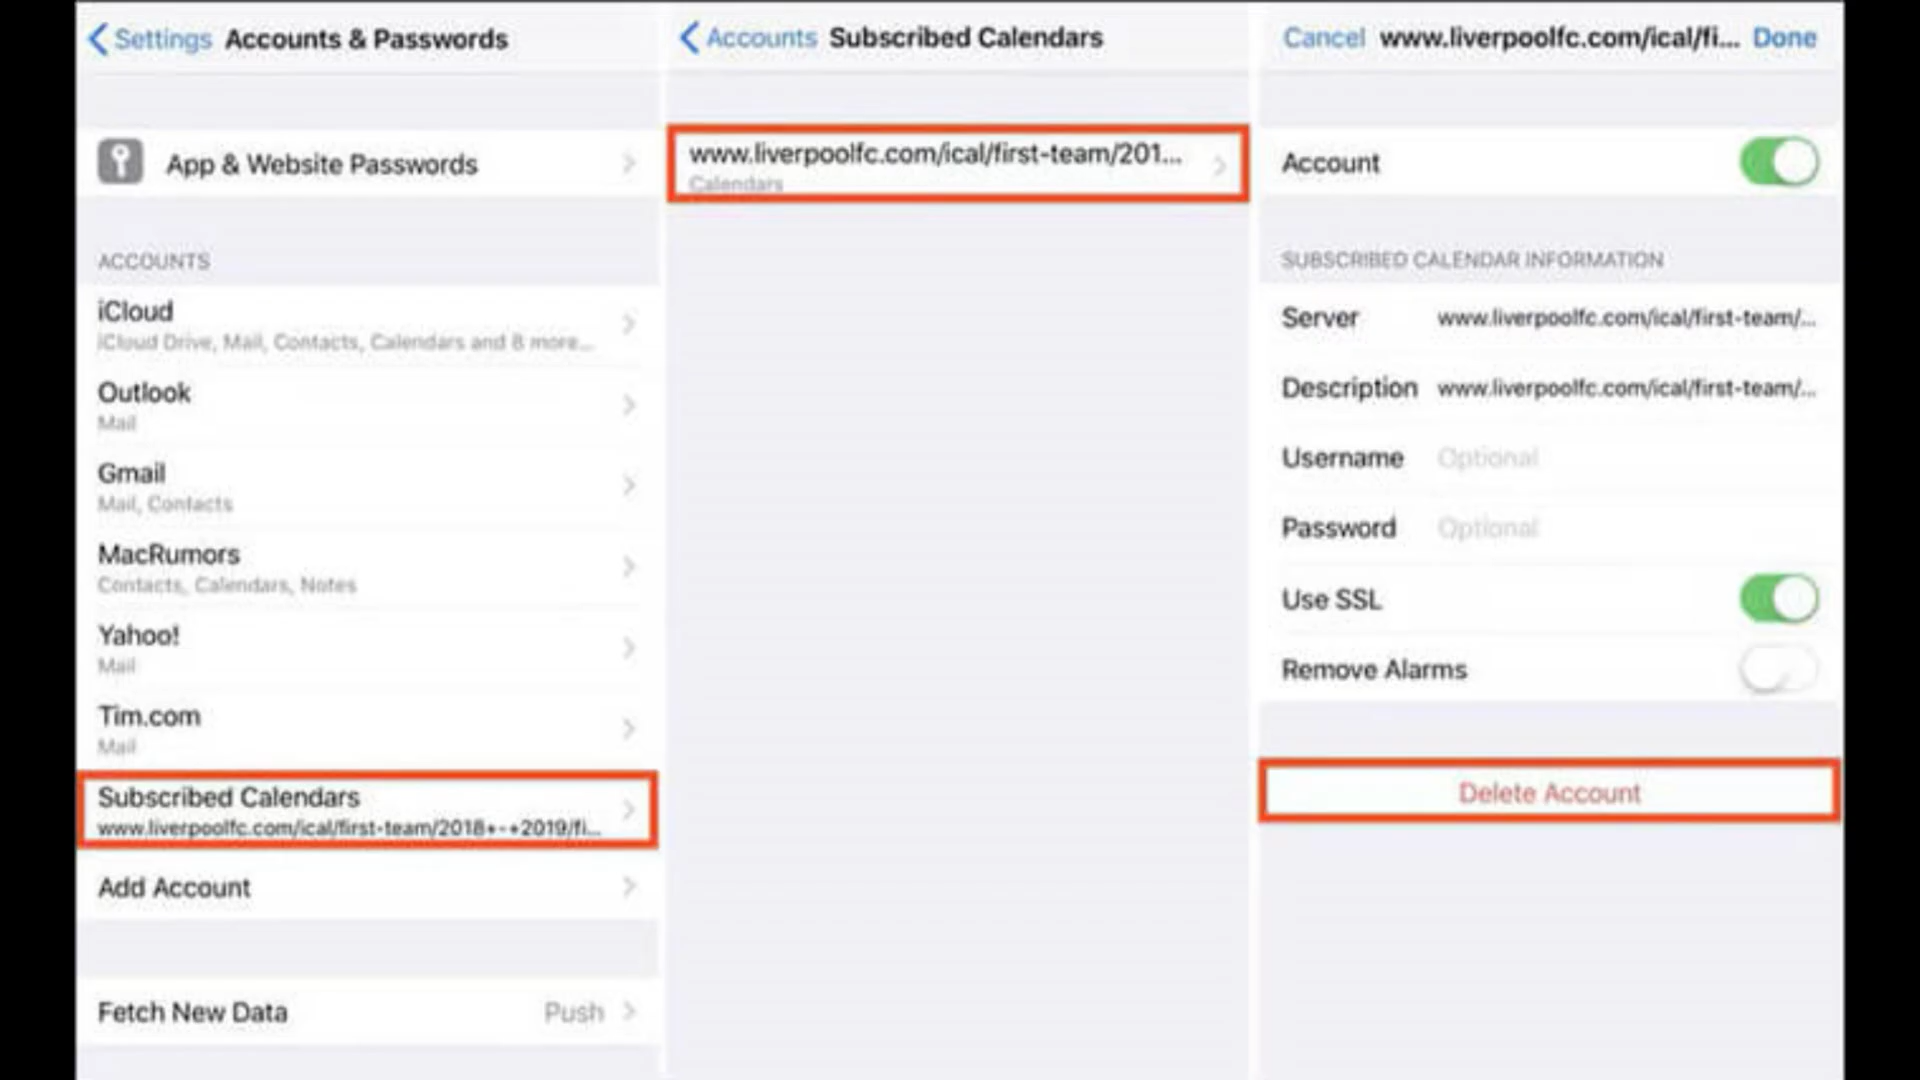 Settings Accounts & Passwords
App & Website Passwords
ACCOUNTS
iCloud
iCloud Drive, Mail, Contacts, Calendars and 8 more...
Outlook
Mail
Gmail
Mail, Contacts
MacRumors
Contacts, Calendars, Notes
Yahoo!
Mail
Tim.com
Mail
Subscribed Calendars
www.liverpoolfc.com/ical/first-team/2018+-+2019/fi...
Add Account
Fetch New Data Push
Accounts Subscribed Calendars
www.liverpoolfc.com/ical/first-team/201...
Calendars
Cancel www.liverpoolfc.com/ical/fi... Done
Account
SUBSCRIBED CALENDAR INFORMATION
Server www.liverpoolfc.com/ical/first-team/...
Description www.liverpoolfc.com/ical/first-team/...
Username Optional
Password Optional
Use SSL
Remove Alarms
Delete Account